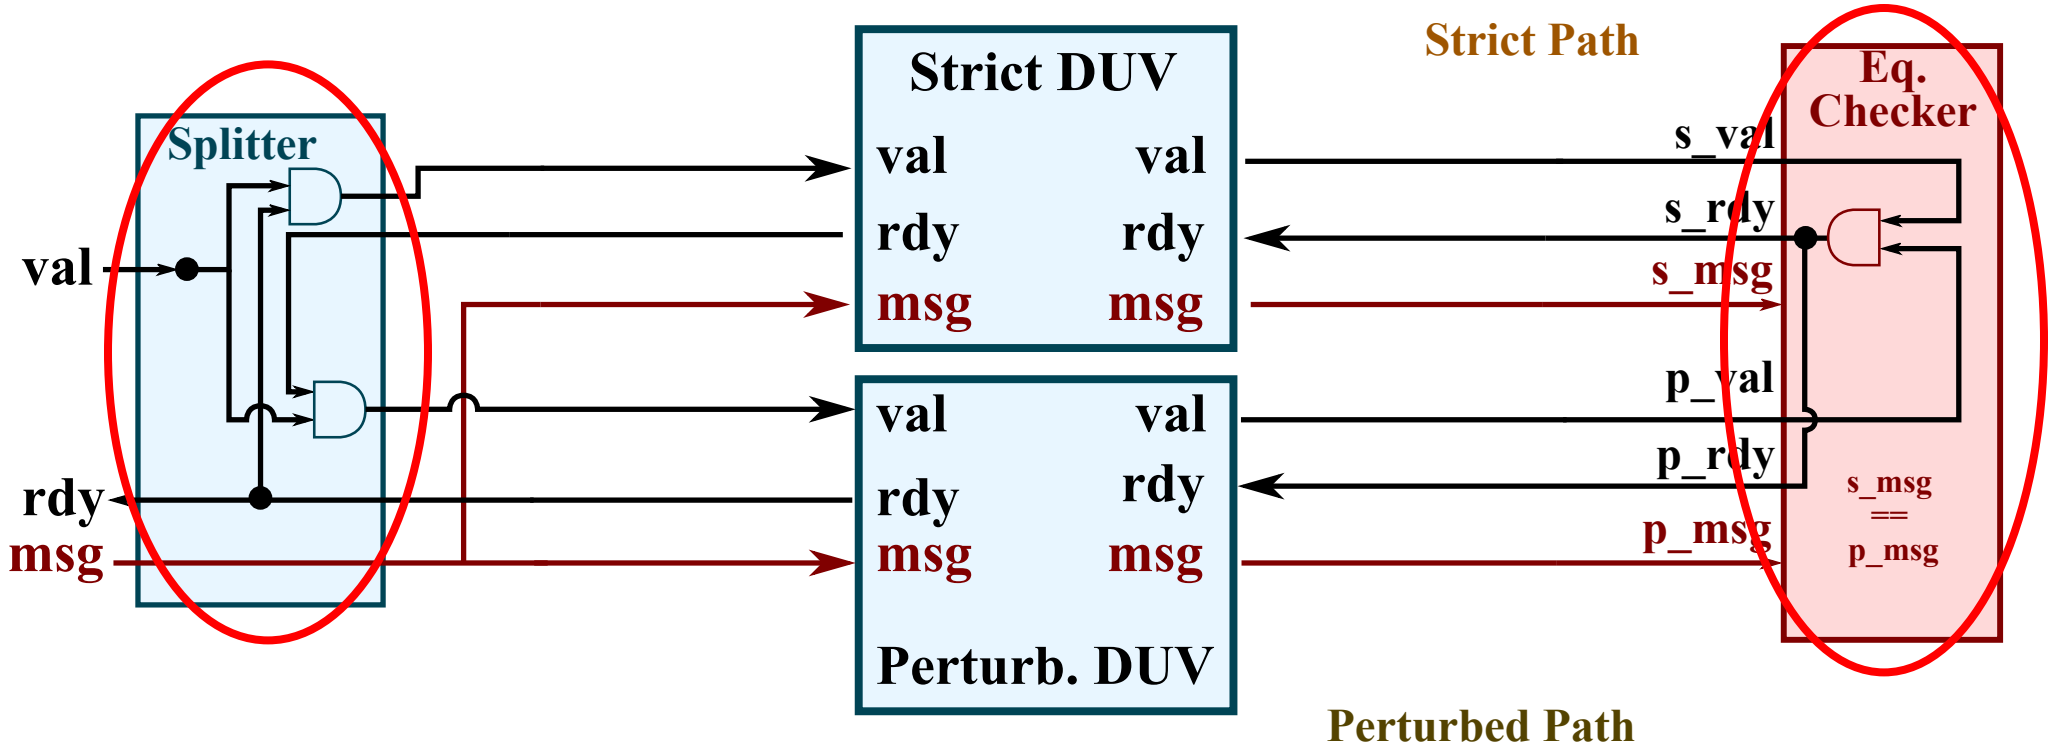 Strict Path
Splitter
val
rdy
msg
Strict DUV
val val
rdy rdy
msg msg
val val
rdy rdy
msg msg
Perturb. DUV
s_val
s_rdy
s_msg
p_val
p_rdy
p_msg
Eq.
Checker
s_msg
==
p_msg
Perturbed Path